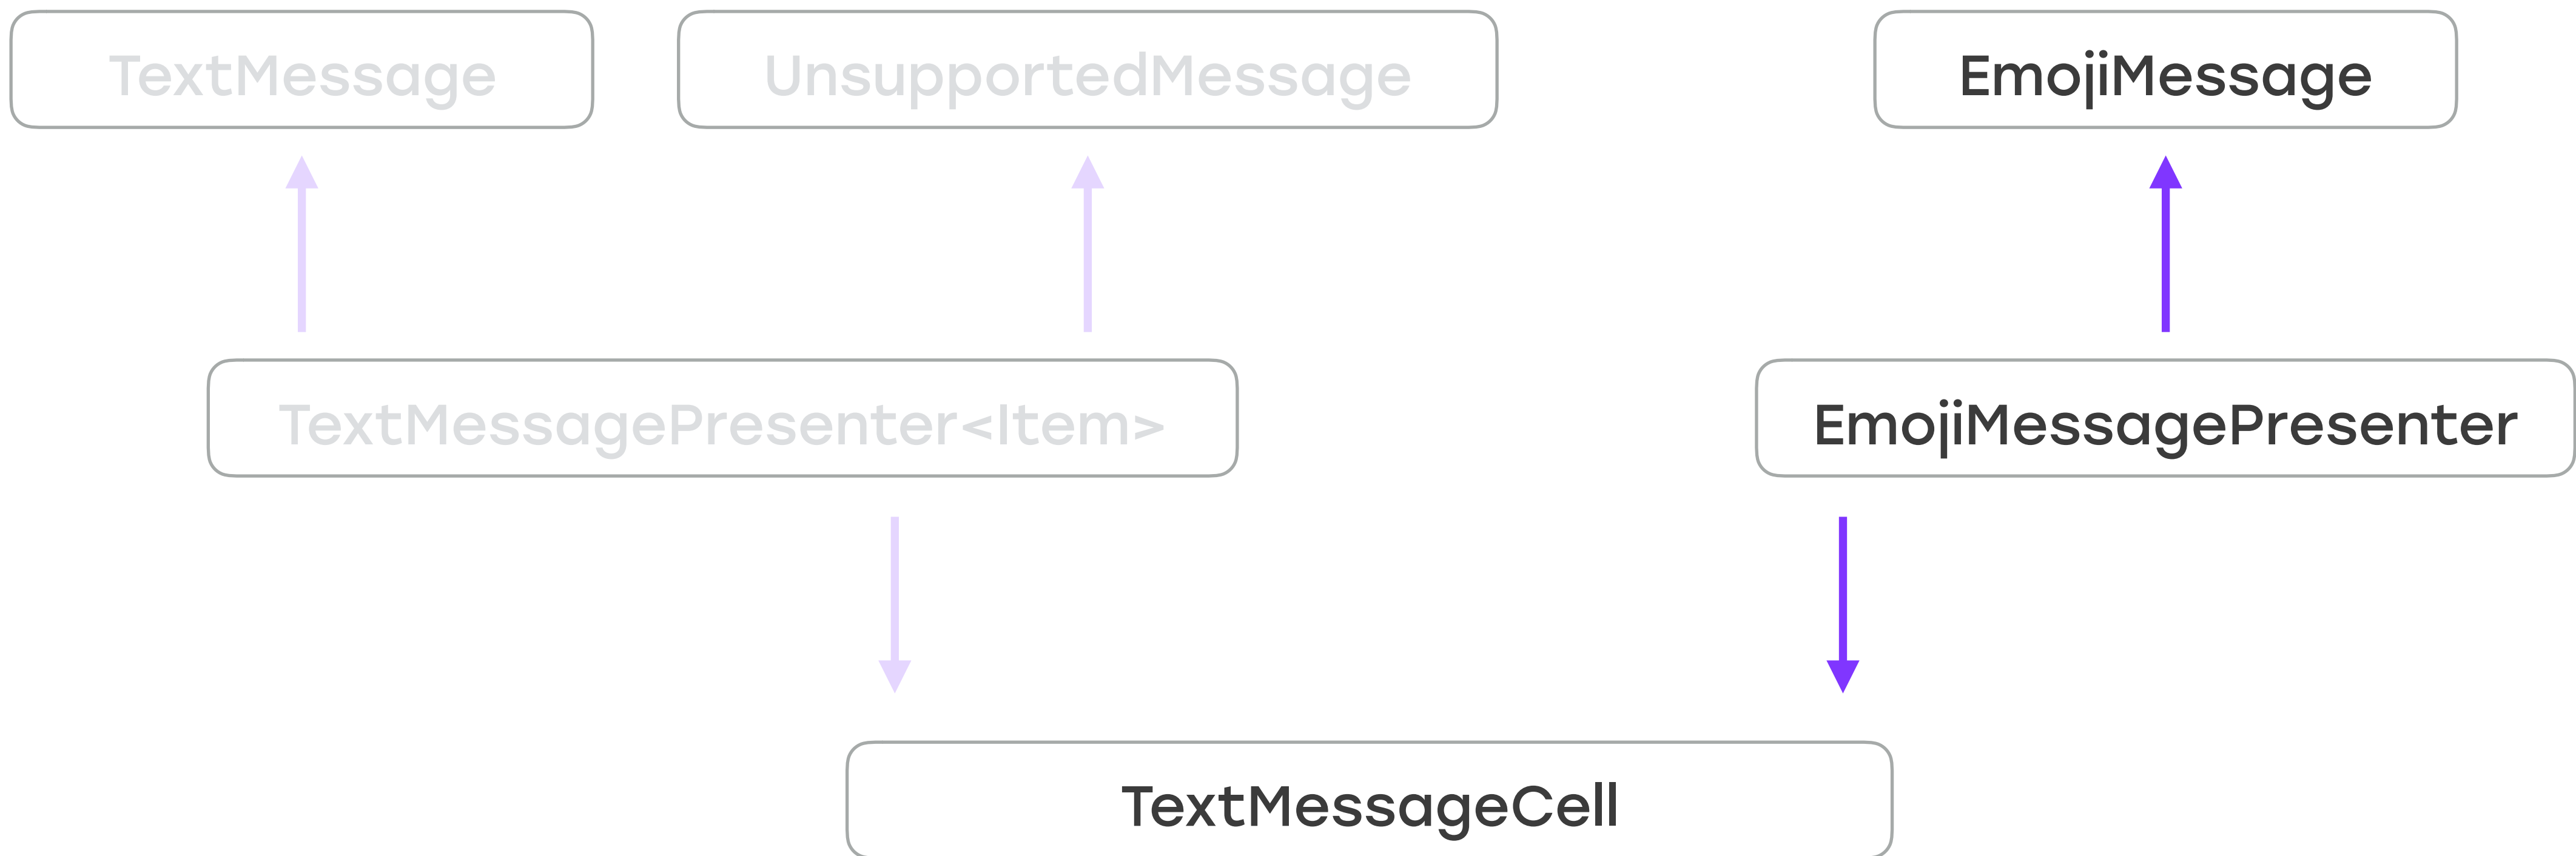 TextMessage
UnsupportedMessage
EmojiMessage
TextMessagePresenter<Item>
EmojiMessagePresenter
TextMessageCell